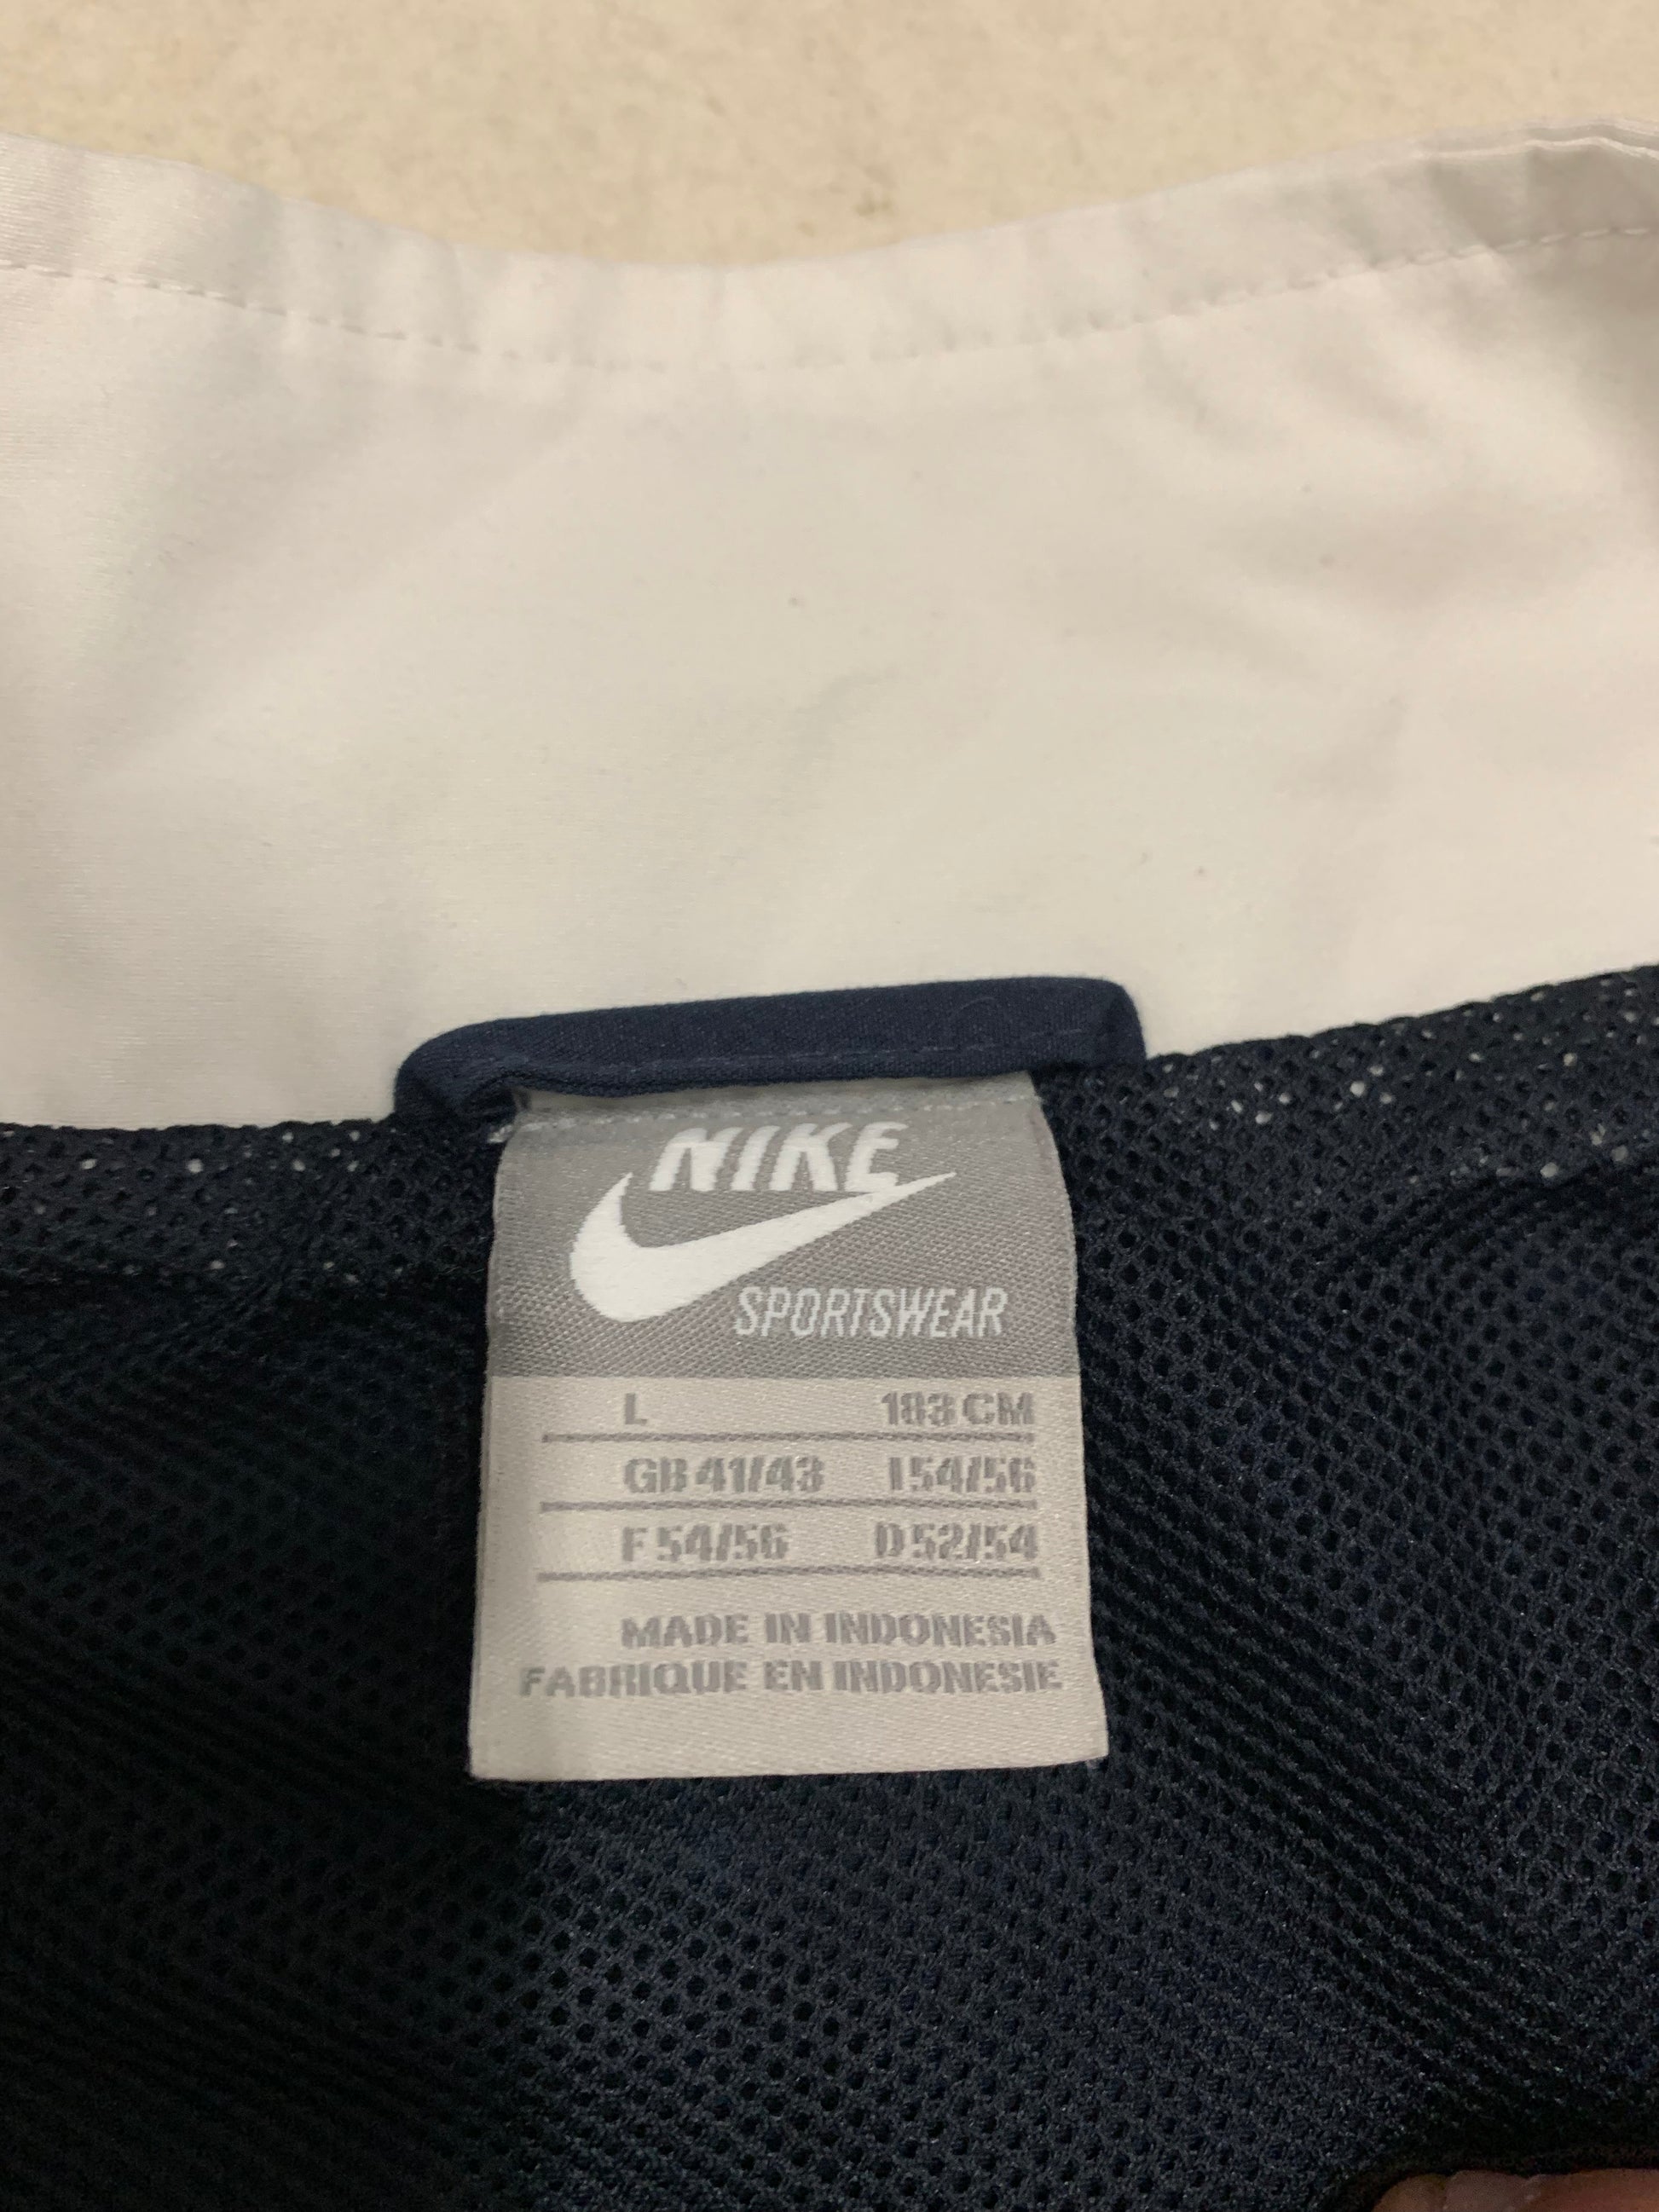 NIKE
SPORTSWEAR
L 183 CM
GB 41/43 I 54/56
F 54/56 D 52/54
MADE IN INDONESIA
FABRIQUE EN INDONESIE